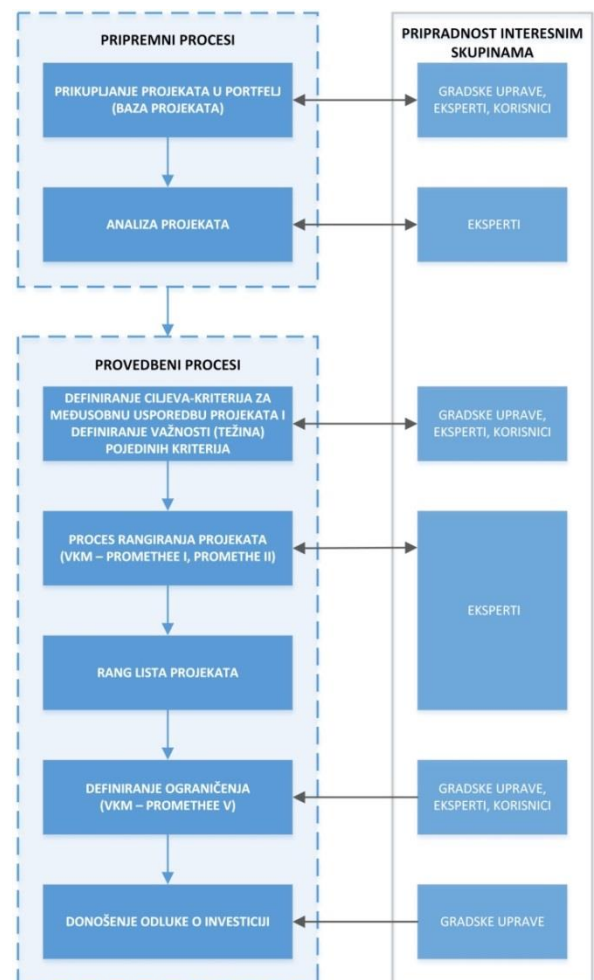 PRIPREMNI PROCESI
PRIPRADNOST INTERESNIM
SKUPINAMA
PRIKUPLJANJE PROJEKATA U PORTFELJ
(BAZA PROJEKATA)
GRADSKE UPRAVE,
EKSPERTI, KORISNICI
ANALIZA PROJEKATA
EKSPERTI
PROVEDBENI PROCESI
DEFINIRANJE CILJEVA-KRITERIJA ZA
MEĐUSOBNU USPOREDBU PROJEKATA I
DEFINIRANJE VAŽNOSTI (TEŽINA)
POJEDINIH KRITERIJA
GRADSKE UPRAVE,
EKSPERTI, KORISNICI
PROCES RANGIRANJA PROJEKATA
(VKM – PROMETHEE I, PROMETHE II)
EKSPERTI
RANG LISTA PROJEKATA
DEFINIRANJE OGRANIČENJA
(VKM – PROMETHEE V)
GRADSKE UPRAVE,
EKSPERTI, KORISNICI
DONOŠENJE ODLUKE O INVESTICIJI
GRADSKE UPRAVE